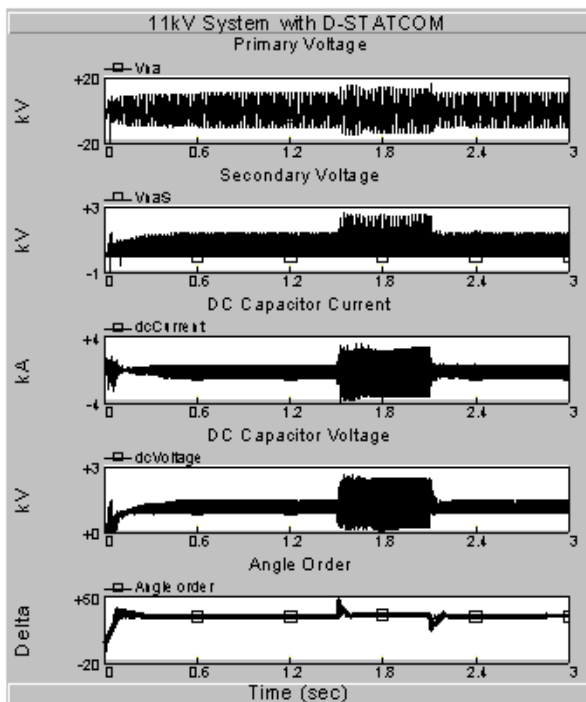 11kV System with D-STATCOM
Primary Voltage
Vna
+20
kV
-20
0 0.6 1.2 1.8 2.4 3
Secondary Voltage
VnaS
+3
kV
-1
0 0.6 1.2 1.8 2.4 3
DC Capacitor Current
dcCurrent
+4
kA
-4
0 0.6 1.2 1.8 2.4 3
DC Capacitor Voltage
dcVoltage
+3
kV
+0
0 0.6 1.2 1.8 2.4 3
Angle Order
Angle order
+50
Delta
-20
0 0.6 1.2 1.8 2.4 3
Time (sec)